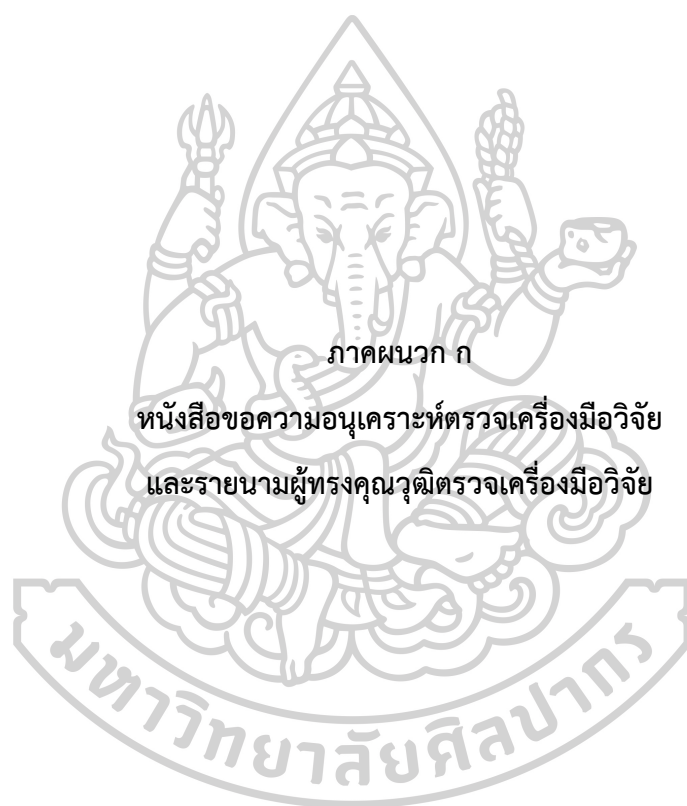 ภาคผนวก ก
หนังสือขอความอนุเคราะห์ตรวจเครื่องมือวิจัย
และรายนามผู้ทรงคุณวุฒิตรวจเครื่องมือวิจัย
มหาวิทยาลัยศิลปากร